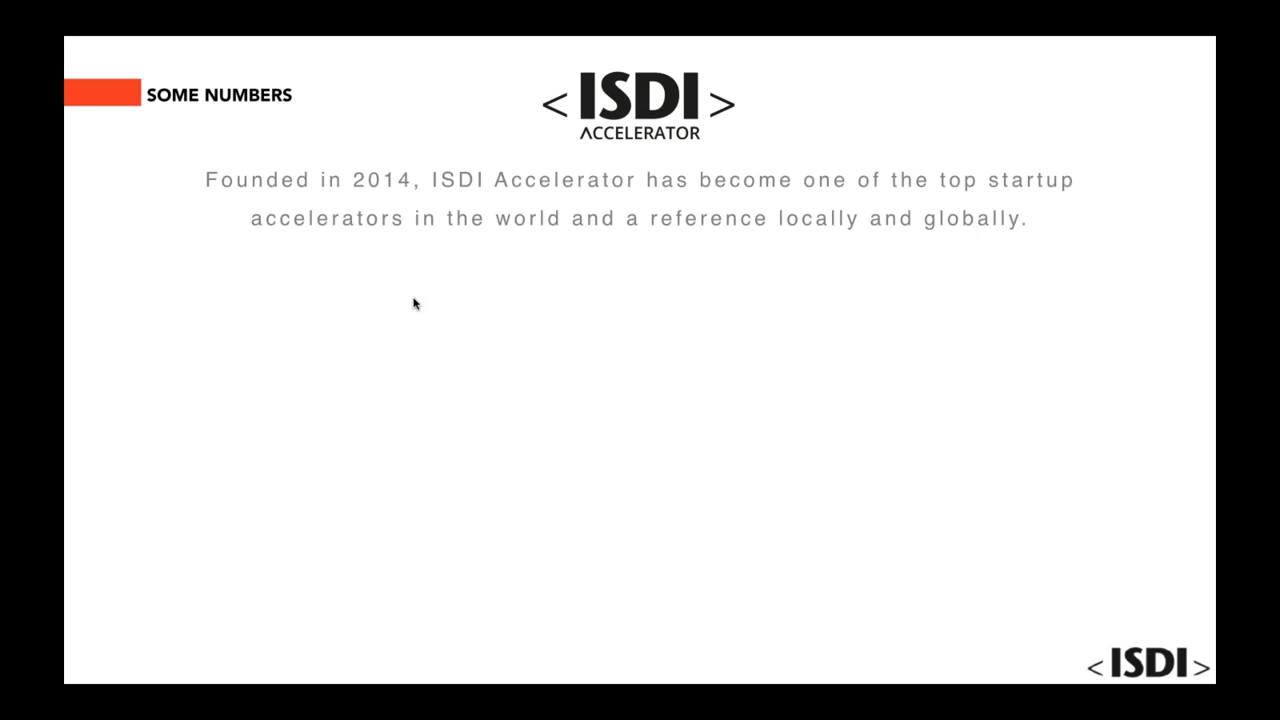 SOME NUMBERS
< ISDI >
ACCELERATOR
Founded in 2014, ISDI Accelerator has become one of the top startup
accelerators in the world and a reference locally and globally.
< ISDI >